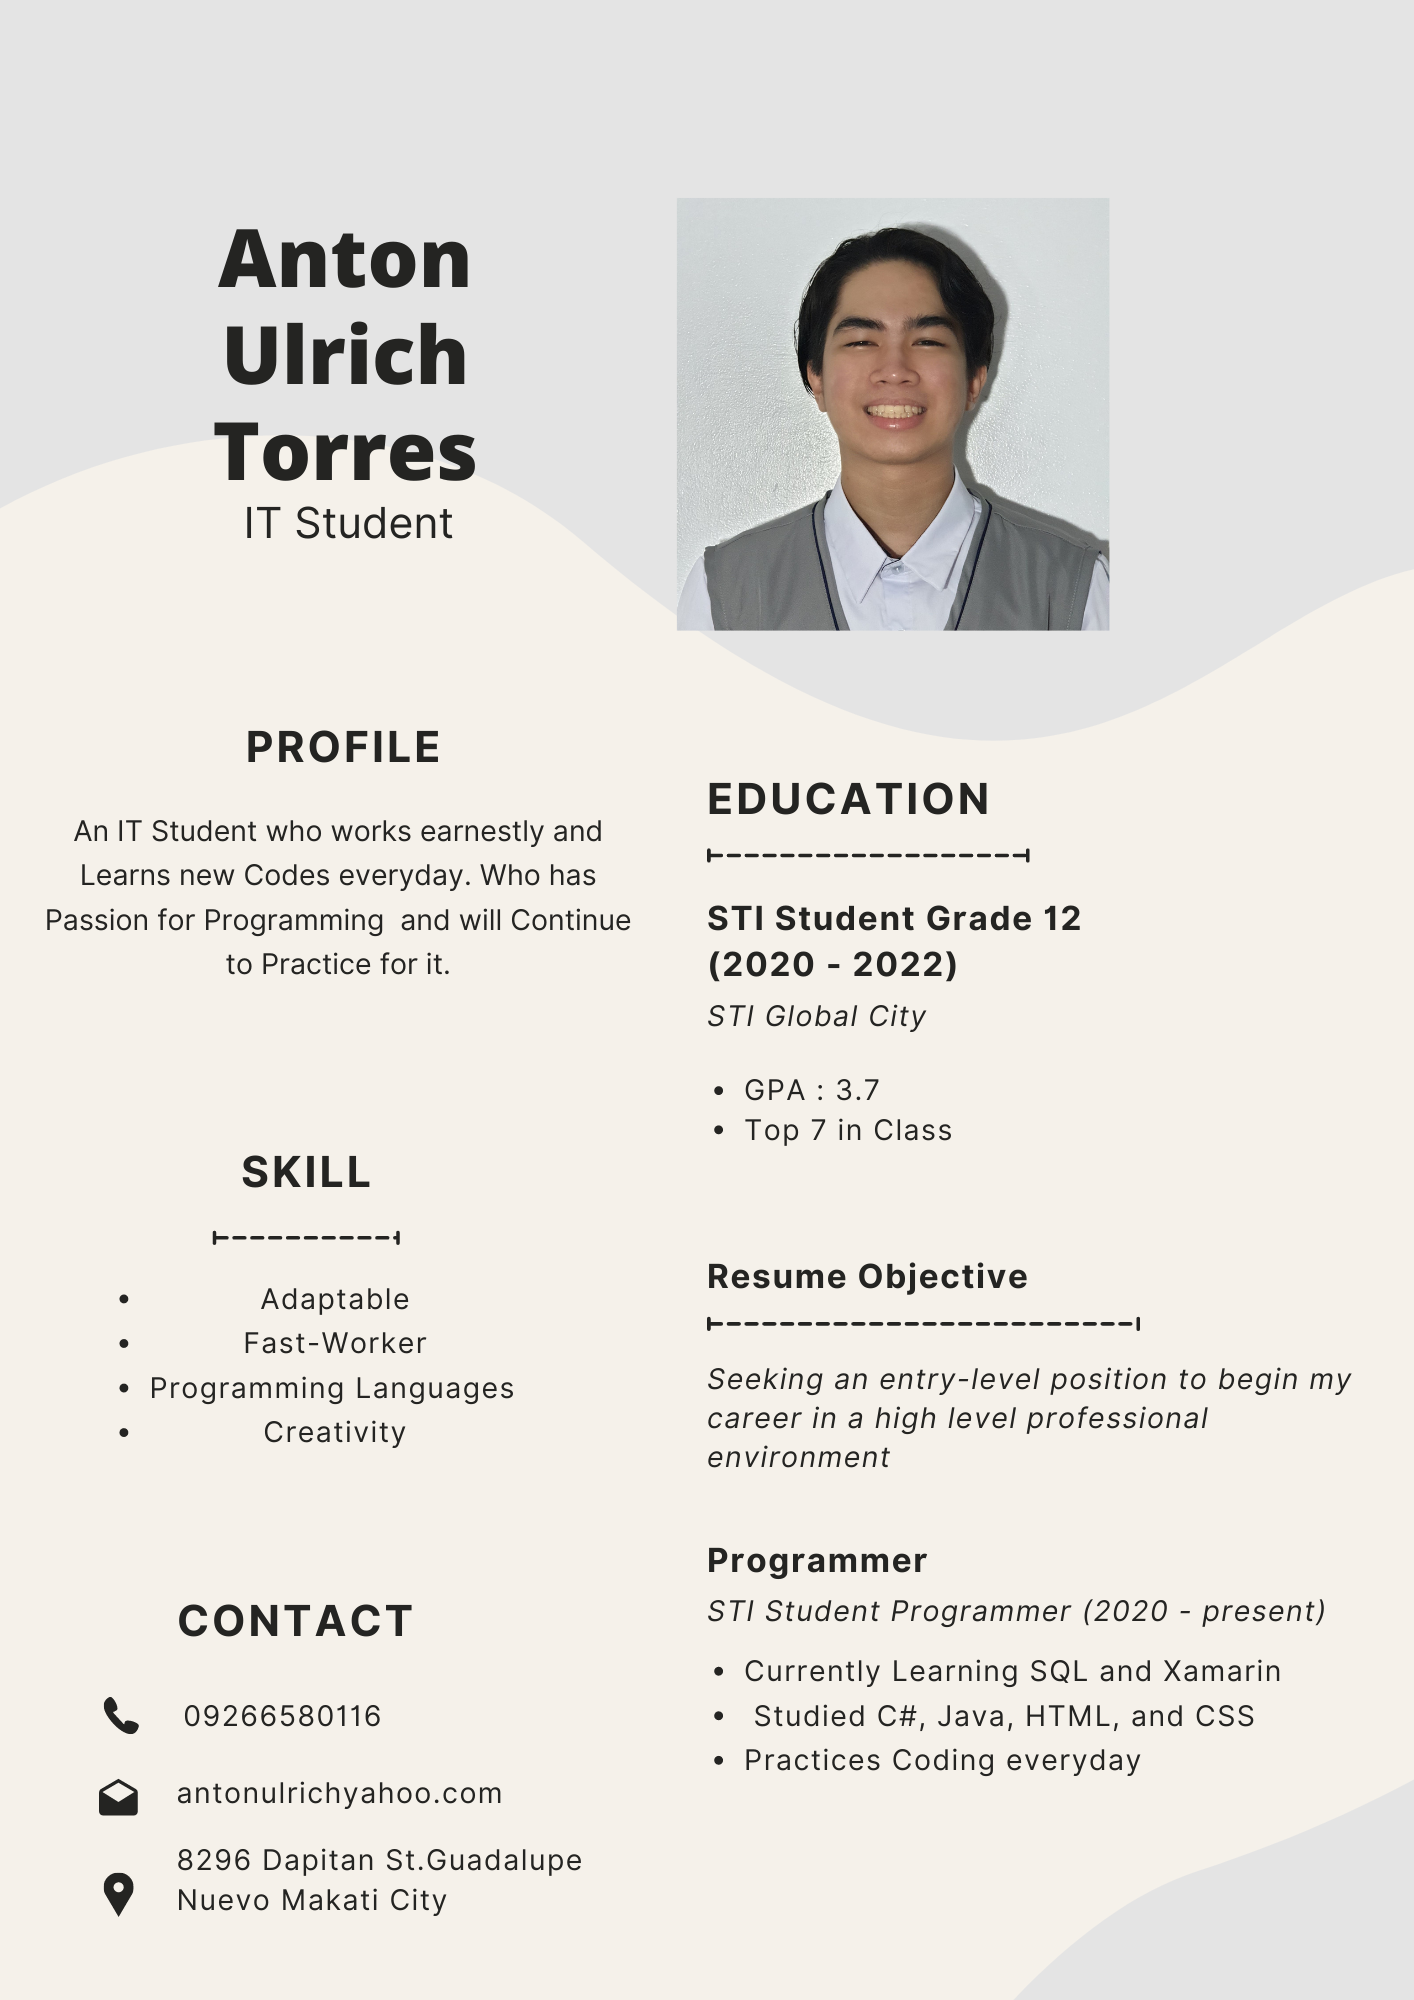 Anton
Ulrich
Torres
IT Student
PROFILE
An IT Student who works earnestly and
Learns new Codes everyday. Who has
Passion for Programming  and will Continue
to Practice for it.
SKILL
• Adaptable
• Fast-Worker
• Programming Languages
• Creativity
CONTACT
09266580116
antonulrichyahoo.com
8296 Dapitan St.Guadalupe
Nuevo Makati City
EDUCATION
STI Student Grade 12
(2020 - 2022)
STI Global City
• GPA : 3.7
• Top 7 in Class
Resume Objective
Seeking an entry-level position to begin my
career in a high level professional
environment
Programmer
STI Student Programmer (2020 - present)
• Currently Learning SQL and Xamarin
• Studied C#, Java, HTML, and CSS
• Practices Coding everyday